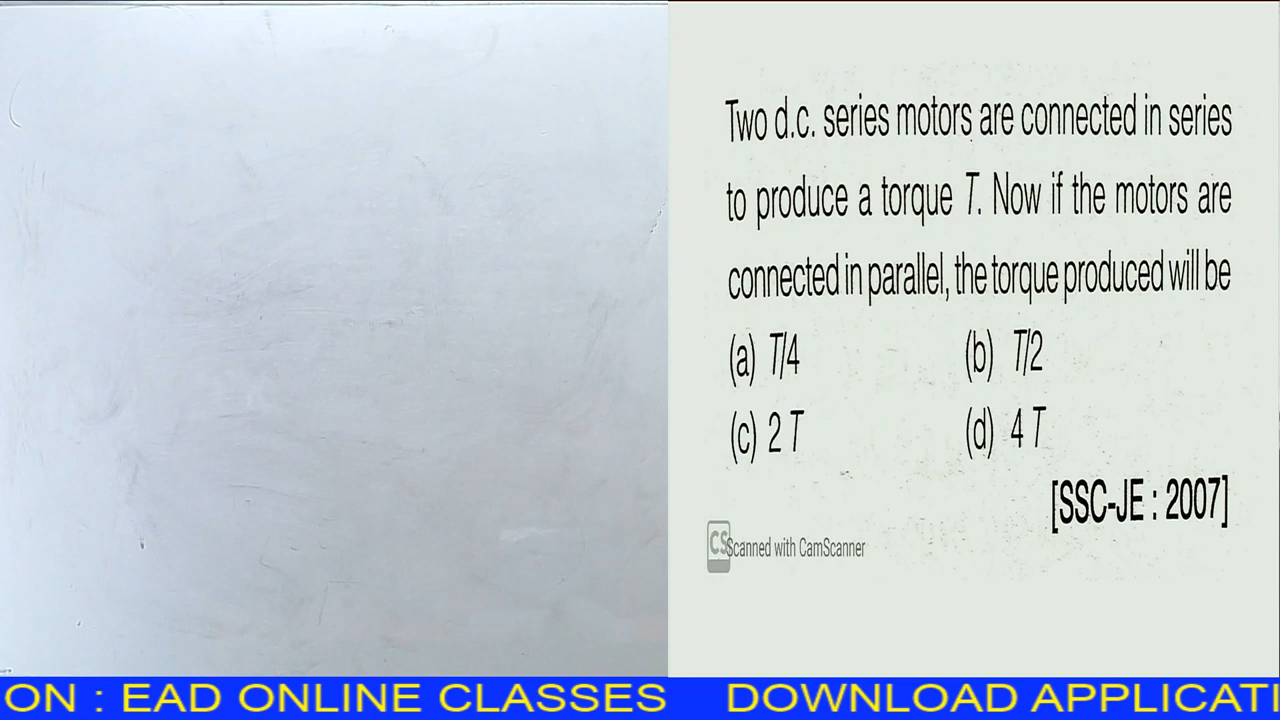 Two d.c. series motors are connected in series
to produce a torque T. Now if the motors are
connected in parallel, the torque produced will be
(a) T/4 (b) T/2
(c) 2 T (d) 4 T
[SSC-JE : 2007]
CS Scanned with CamScanner
ON : EAD ONLINE CLASSES DOWNLOAD APPLICATI